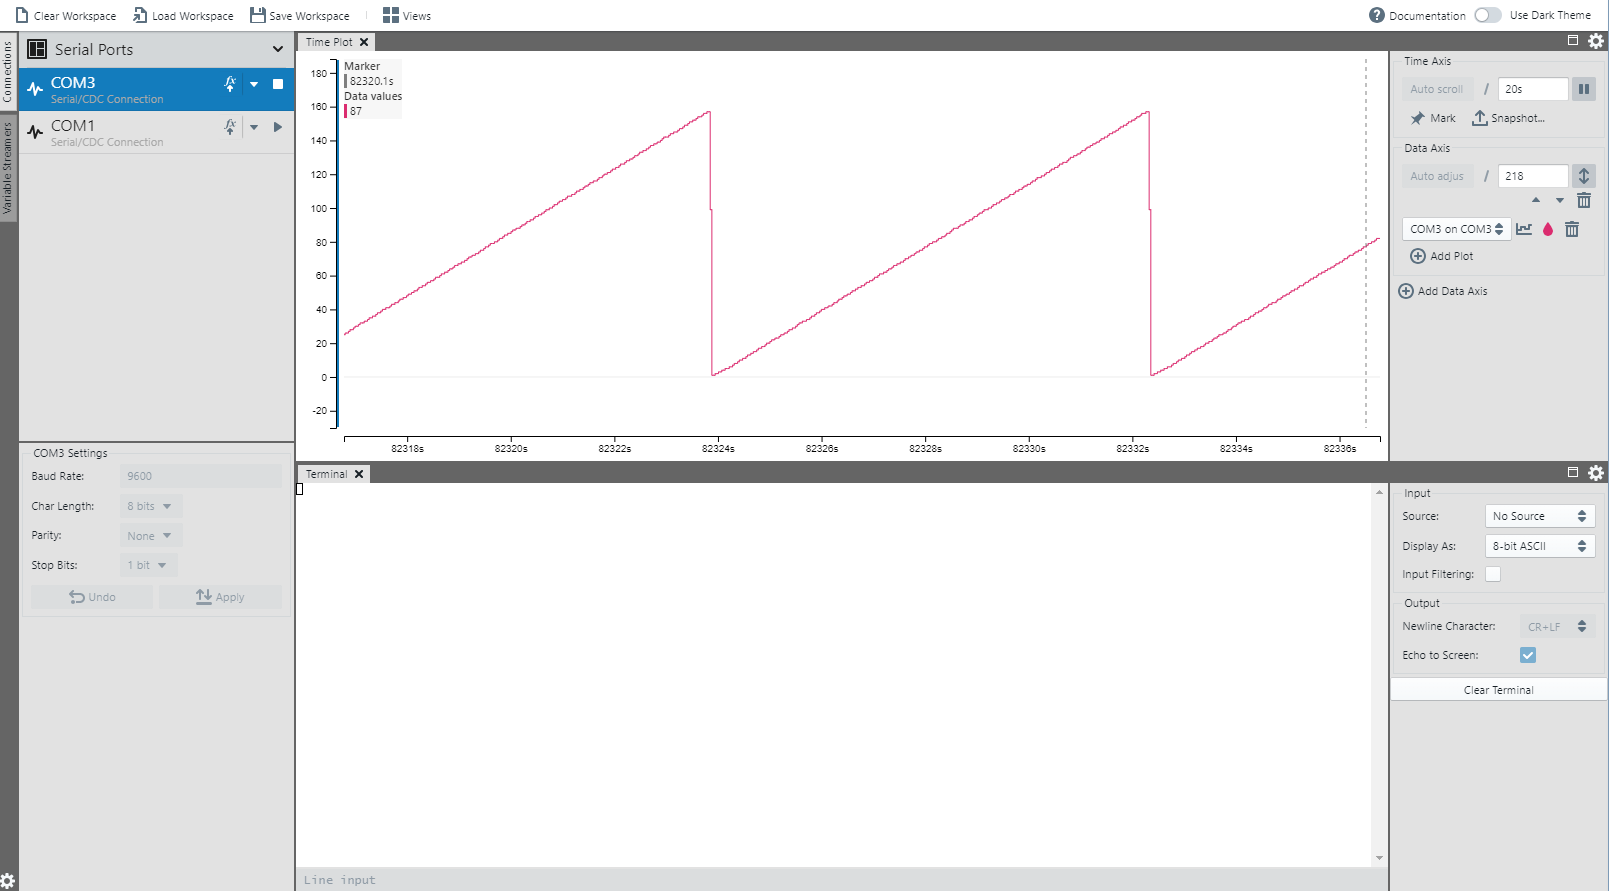 Clear Workspace Load Workspace Save Workspace Views Documentation Use Dark Theme
Connections
Variable Streamers
Serial Ports
COM3
Serial/CDC Connection
COM1
Serial/CDC Connection
COM3 Settings
Baud Rate: 9600
Char Length: 8 bits
Parity: None
Stop Bits: 1 bit
Undo Apply
Time Plot
Marker
82320.1s
Data values
87
180
160
140
120
100
80
60
40
20
0
-20
82318s 82320s 82322s 82324s 82326s 82328s 82330s 82332s 82334s 82336s
Time Axis
Auto scroll / 20s
Mark Snapshot...
Data Axis
Auto adjus / 218
COM3 on COM3
Add Plot
Add Data Axis
Terminal
Line input
Input
Source: No Source
Display As: 8-bit ASCII
Input Filtering:
Output
Newline Character: CR+LF
Echo to Screen:
Clear Terminal